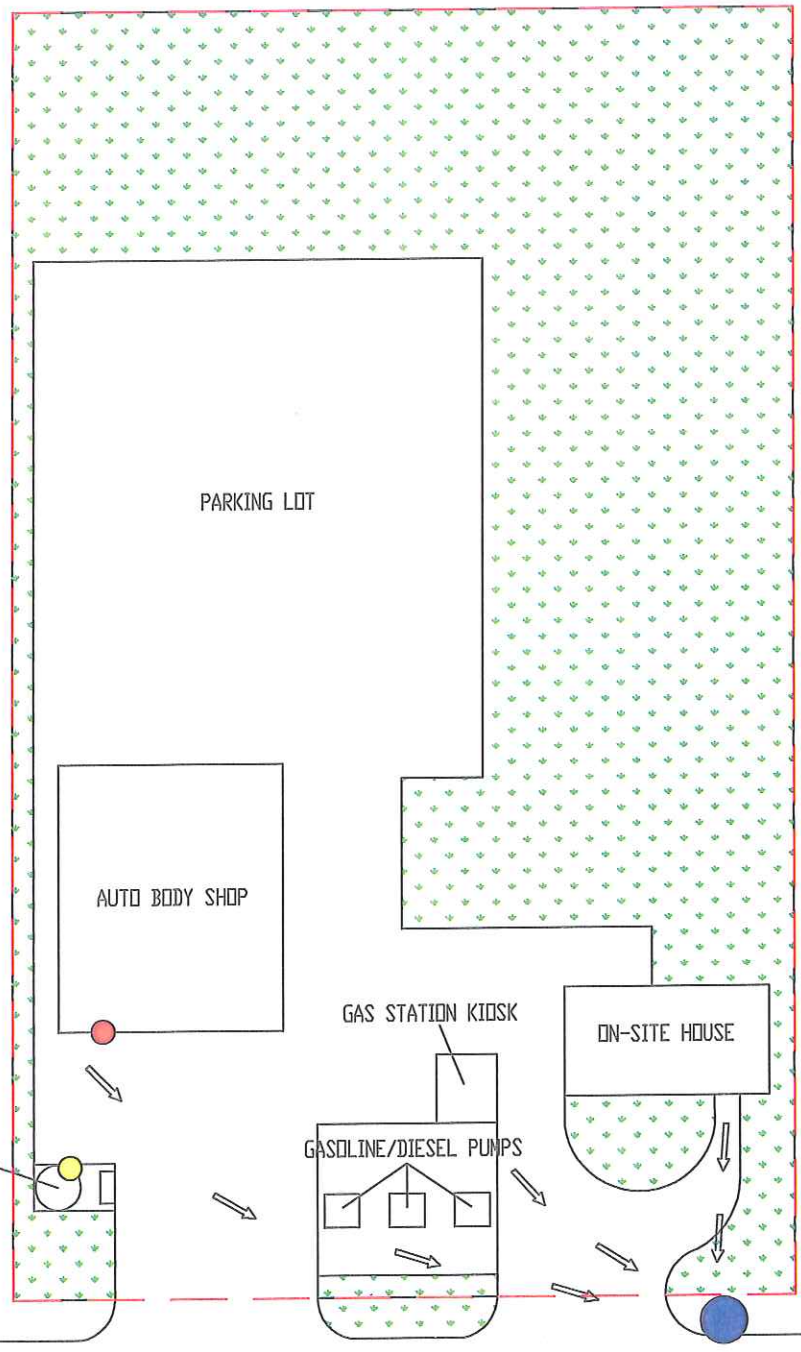 PARKING LOT
AUTO BODY SHOP
GAS STATION KIOSK
ON-SITE HOUSE
GASOLINE/DIESEL PUMPS